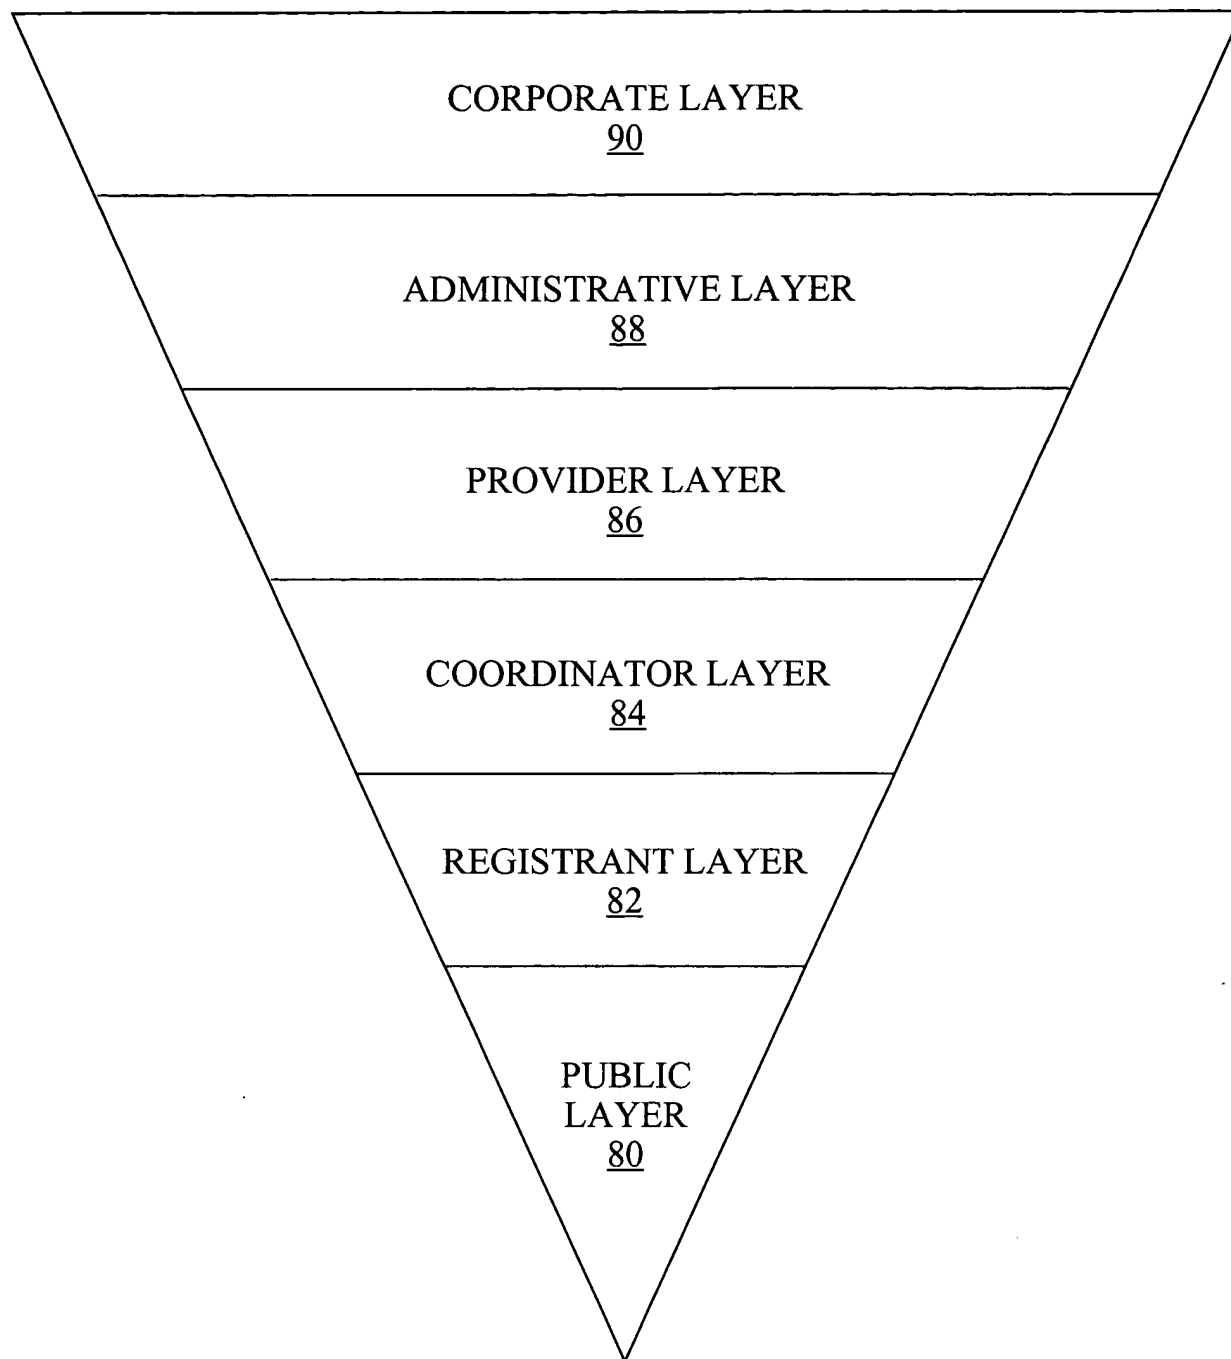 CORPORATE LAYER
90
ADMINISTRATIVE LAYER
88
PROVIDER LAYER
86
COORDINATOR LAYER
84
REGISTRANT LAYER
82
PUBLIC
LAYER
80